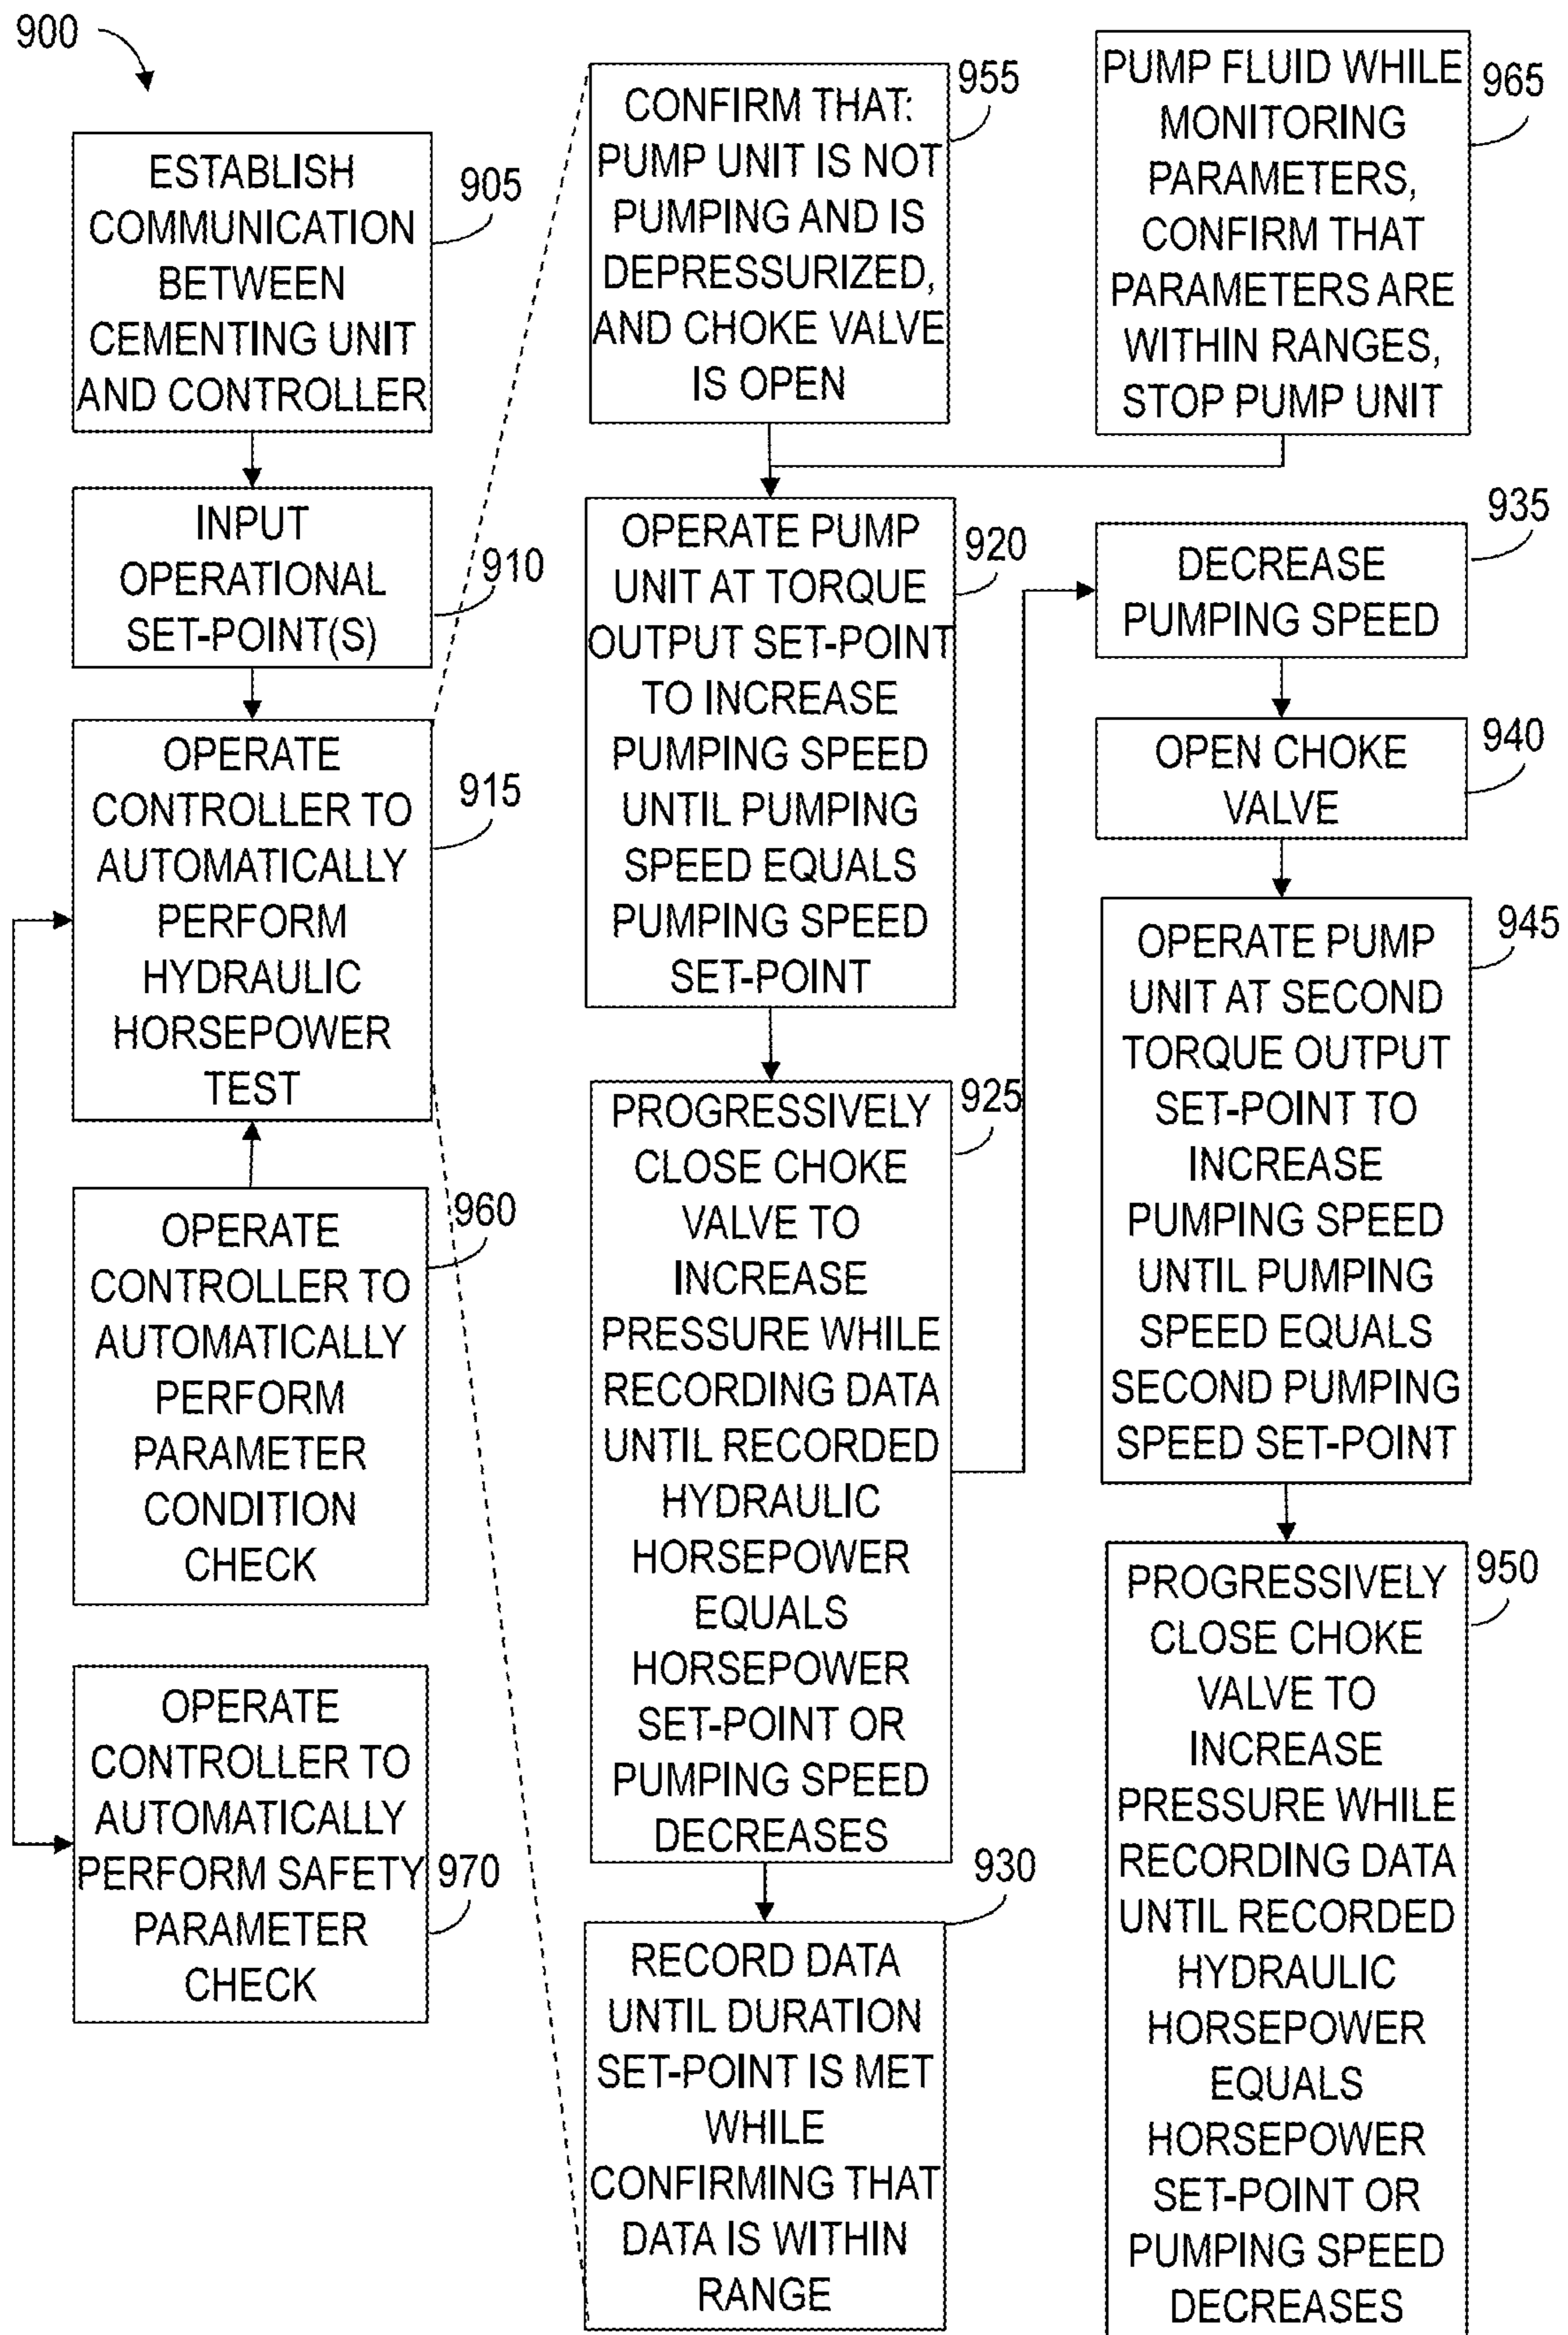 900
ESTABLISH
COMMUNICATION
BETWEEN
CEMENTING UNIT
AND CONTROLLER
905
INPUT
OPERATIONAL
SET-POINT(S)
910
OPERATE
CONTROLLER TO
AUTOMATICALLY
PERFORM
HYDRAULIC
HORSEPOWER
TEST
915
OPERATE
CONTROLLER TO
AUTOMATICALLY
PERFORM
PARAMETER
CONDITION
CHECK
960
OPERATE
CONTROLLER TO
AUTOMATICALLY
PERFORM SAFETY
PARAMETER
CHECK
970
CONFIRM THAT:
PUMP UNIT IS NOT
PUMPING AND IS
DEPRESSURIZED,
AND CHOKE VALVE
IS OPEN
955
OPERATE PUMP
UNIT AT TORQUE
OUTPUT SET-POINT
TO INCREASE
PUMPING SPEED
UNTIL PUMPING
SPEED EQUALS
PUMPING SPEED
SET-POINT
920
PROGRESSIVELY
CLOSE CHOKE
VALVE TO
INCREASE
PRESSURE WHILE
RECORDING DATA
UNTIL RECORDED
HYDRAULIC
HORSEPOWER
EQUALS
HORSEPOWER
SET-POINT OR
PUMPING SPEED
DECREASES
925
RECORD DATA
UNTIL DURATION
SET-POINT IS MET
WHILE
CONFIRMING THAT
DATA IS WITHIN
RANGE
930
PUMP FLUID WHILE
MONITORING
PARAMETERS,
CONFIRM THAT
PARAMETERS ARE
WITHIN RANGES,
STOP PUMP UNIT
965
DECREASE
PUMPING SPEED
935
OPEN CHOKE
VALVE
940
OPERATE PUMP
UNIT AT SECOND
TORQUE OUTPUT
SET-POINT TO
INCREASE
PUMPING SPEED
UNTIL PUMPING
SPEED EQUALS
SECOND PUMPING
SPEED SET-POINT
945
PROGRESSIVELY
CLOSE CHOKE
VALVE TO
INCREASE
PRESSURE WHILE
RECORDING DATA
UNTIL RECORDED
HYDRAULIC
HORSEPOWER
EQUALS
HORSEPOWER
SET-POINT OR
PUMPING SPEED
DECREASES
950